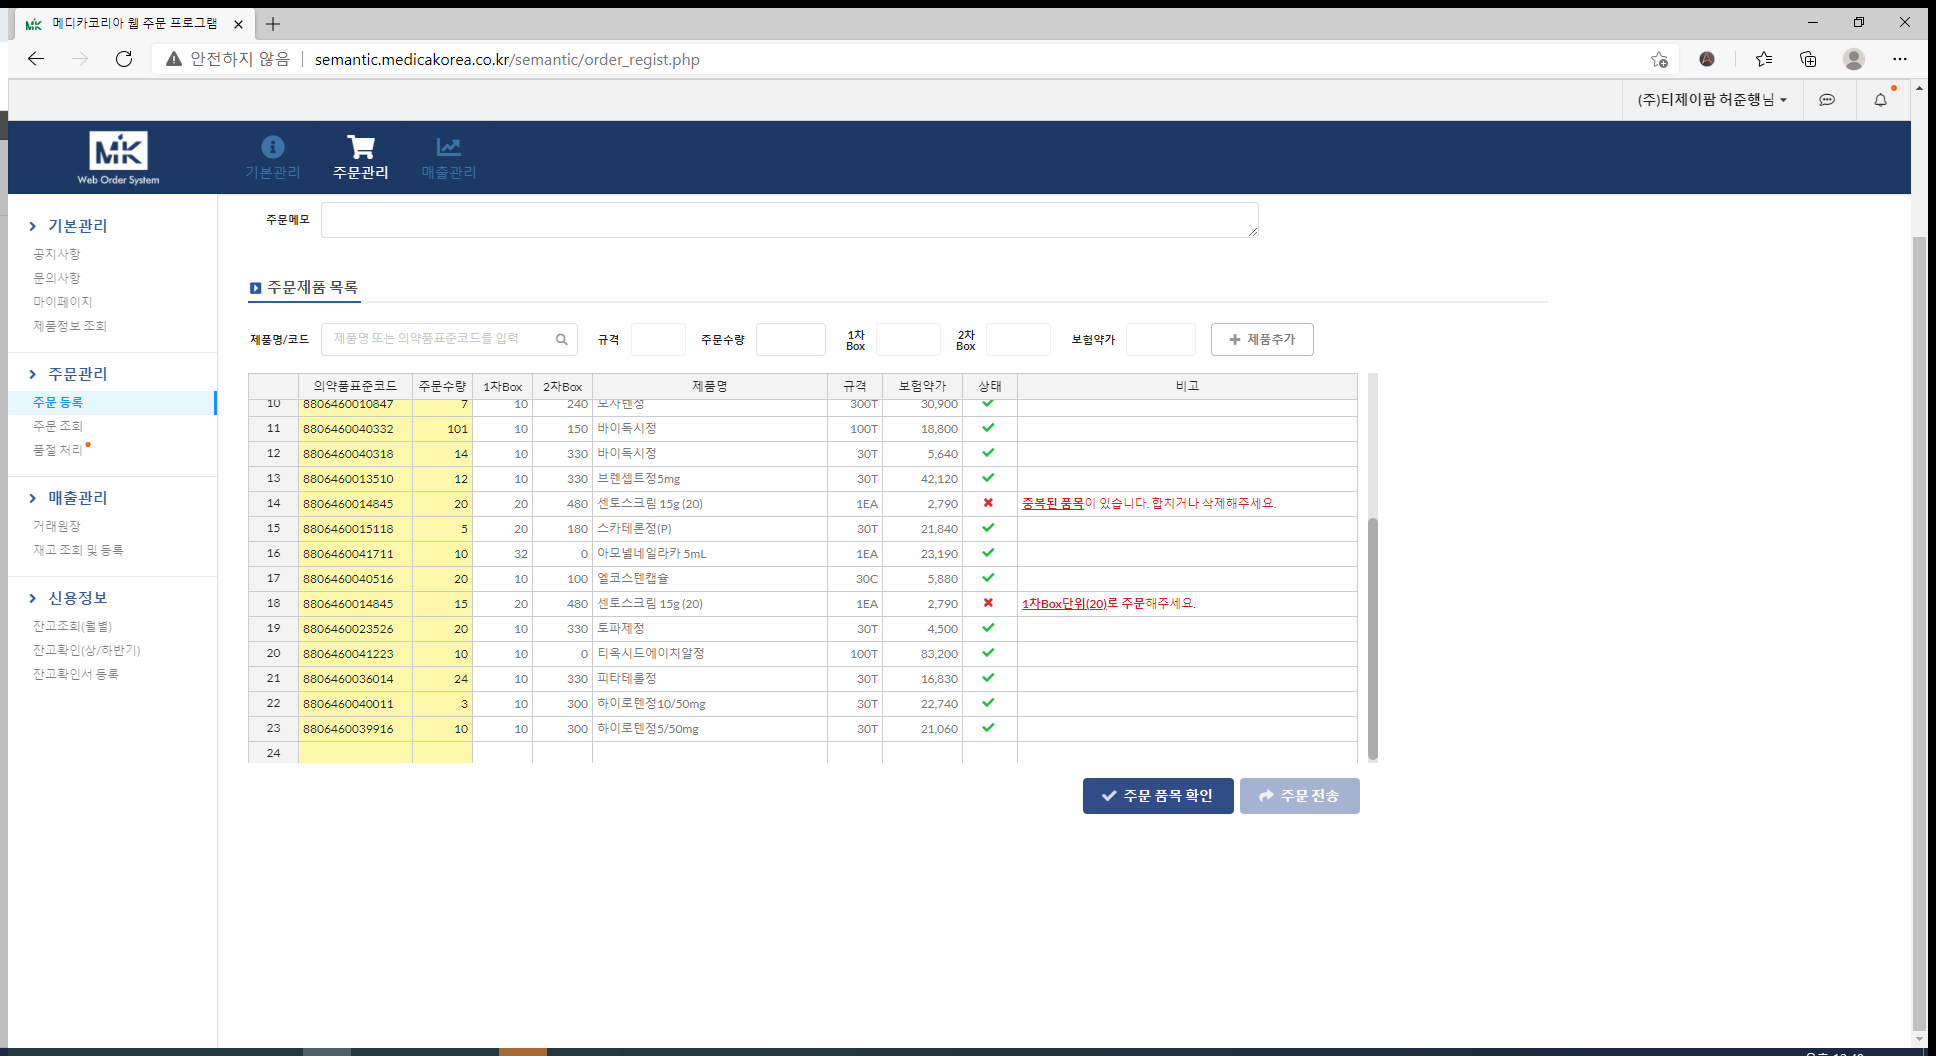 메디카코리아 웹 주문 프로그램
안전하지 않음 semantic.medicakorea.co.kr/semantic/order_regist.php
(주)티제이팜 허준행님
MIK
Web Order System
기본관리 주문관리 매출관리
기본관리
공지사항
문의사항
마이페이지
제품정보 조회
주문관리
주문 등록
주문 조회
품절 처리
매출관리
거래원장
재고 조회 및 등록
신용정보
잔고조회(월별)
잔고확인(상/하반기)
잔고확인서 등록
주문메모
주문제품 목록
제품명/코드 제품명 또는 의약품표준코드를 입력 규격 주문수량 1차 Box 2차 Box 보험약가 제품추가
의약품표준코드 주문수량 1차Box 2차Box 제품명 규격 보험약가 상태 비고
10 8806460010847 7 10 240 모사텐정 300T 30,900
11 8806460040332 101 10 150 바이독시정 100T 18,800
12 8806460040318 14 10 330 바이독시정 30T 5,640
13 8806460013510 12 10 330 브렌셉트정5mg 30T 42,120
14 8806460014845 20 20 480 센토스크림 15g (20) 1EA 2,790 중복된 품목이 있습니다. 합치거나 삭제해주세요.
15 8806460015118 5 20 180 스카테론정(P) 30T 21,840
16 8806460041711 10 32 0 아모넬네일라카 5mL 1EA 23,190
17 8806460040516 20 10 100 엘코스텐캡슐 30C 5,880
18 8806460014845 15 20 480 센토스크림 15g (20) 1EA 2,790 1차Box단위(20)로 주문해주세요.
19 8806460023526 20 10 330 토파제정 30T 4,500
20 8806460041223 10 10 0 티옥시드에이치알정 100T 83,200
21 8806460036014 24 10 330 피타테롤정 30T 16,830
22 8806460040011 3 10 300 하이로텐정10/50mg 30T 22,740
23 8806460039916 10 10 300 하이로텐정5/50mg 30T 21,060
24
주문 품목 확인 주문 전송